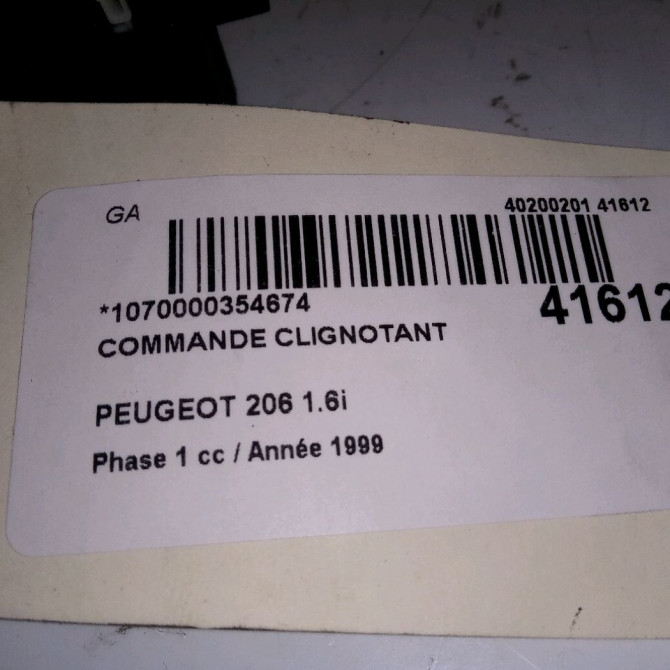 GA
40200201 41612
*1070000354674
41612
COMMANDE CLIGNOTANT
PEUGEOT 206 1.6i
Phase 1 cc / Année 1999